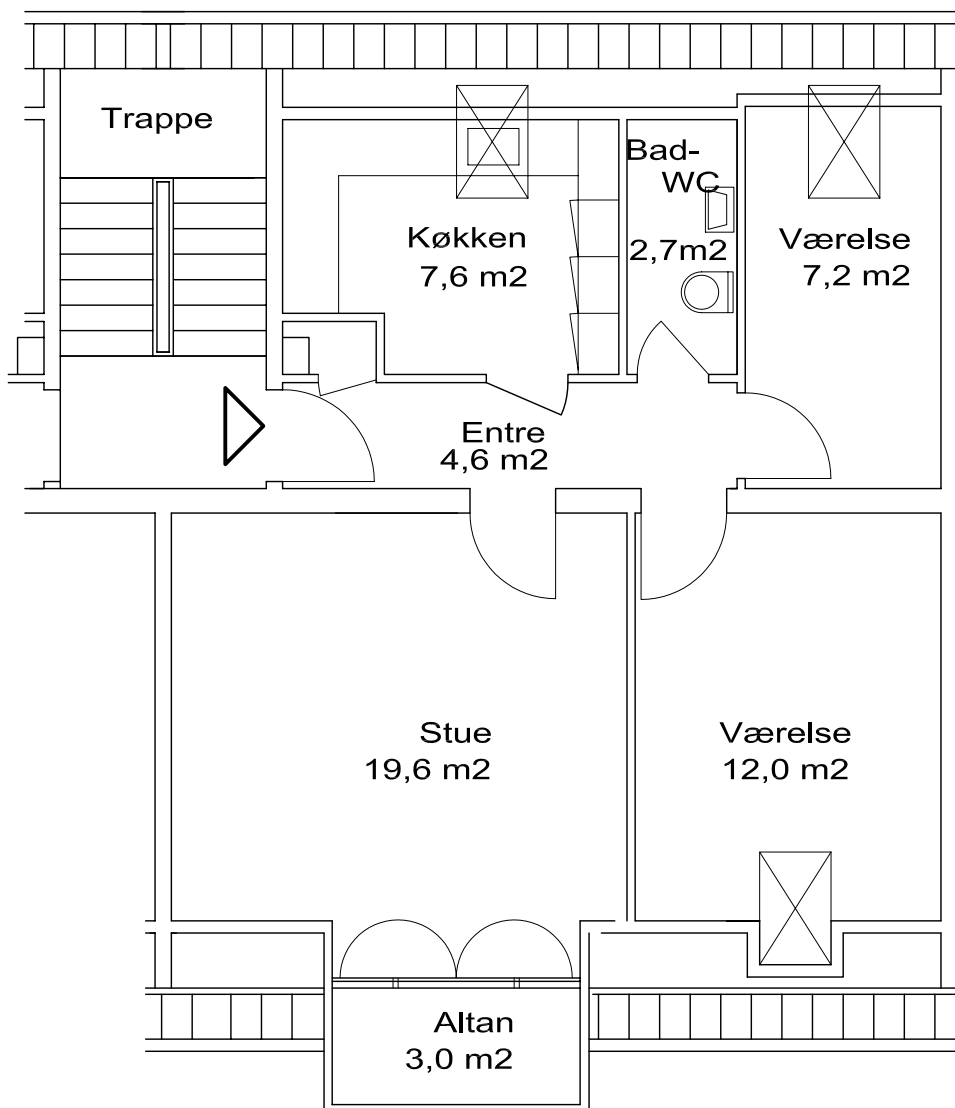 Trappe
Bad-
WC
2,7m2
Køkken
7,6 m2
Værelse
7,2 m2
Entre
4,6 m2
Stue
19,6 m2
Værelse
12,0 m2
Altan
3,0 m2